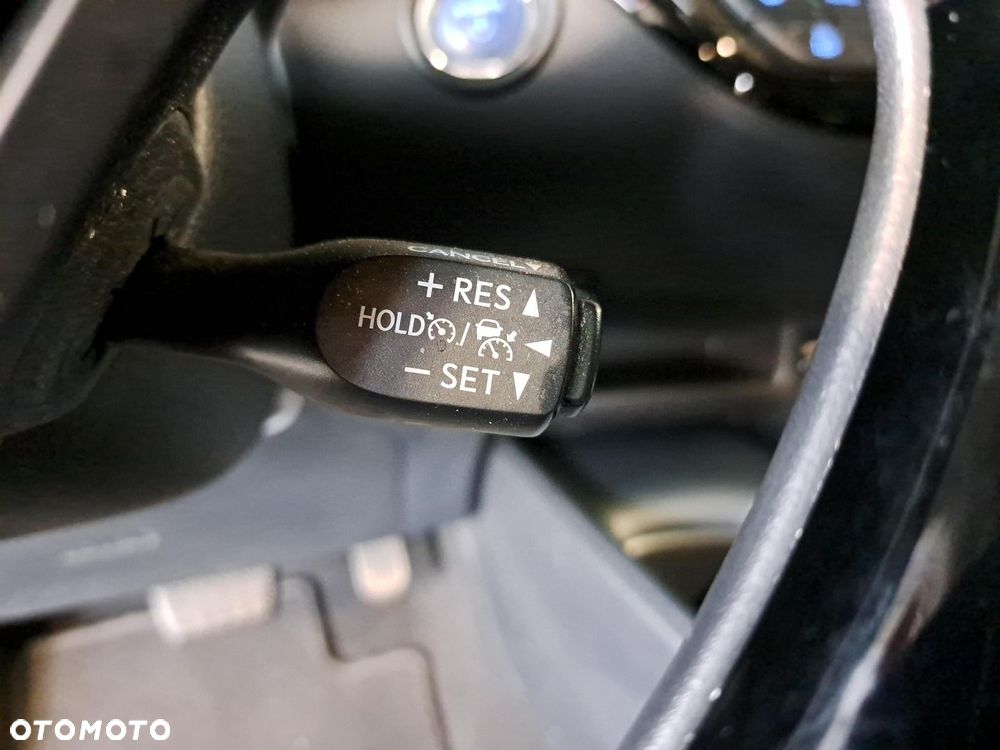 CANCEL
+ RES
HOLD /
− SET
OTOMOTO